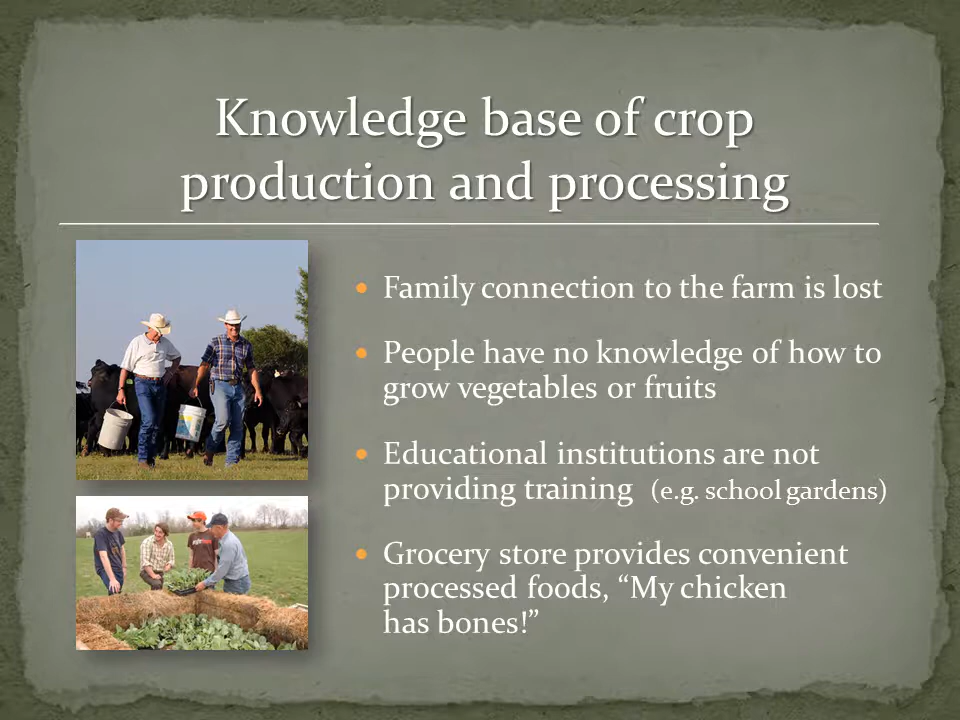 Knowledge base of crop
production and processing
• Family connection to the farm is lost
• People have no knowledge of how to
grow vegetables or fruits
• Educational institutions are not
providing training (e.g. school gardens)
• Grocery store provides convenient
processed foods, “My chicken
has bones!”